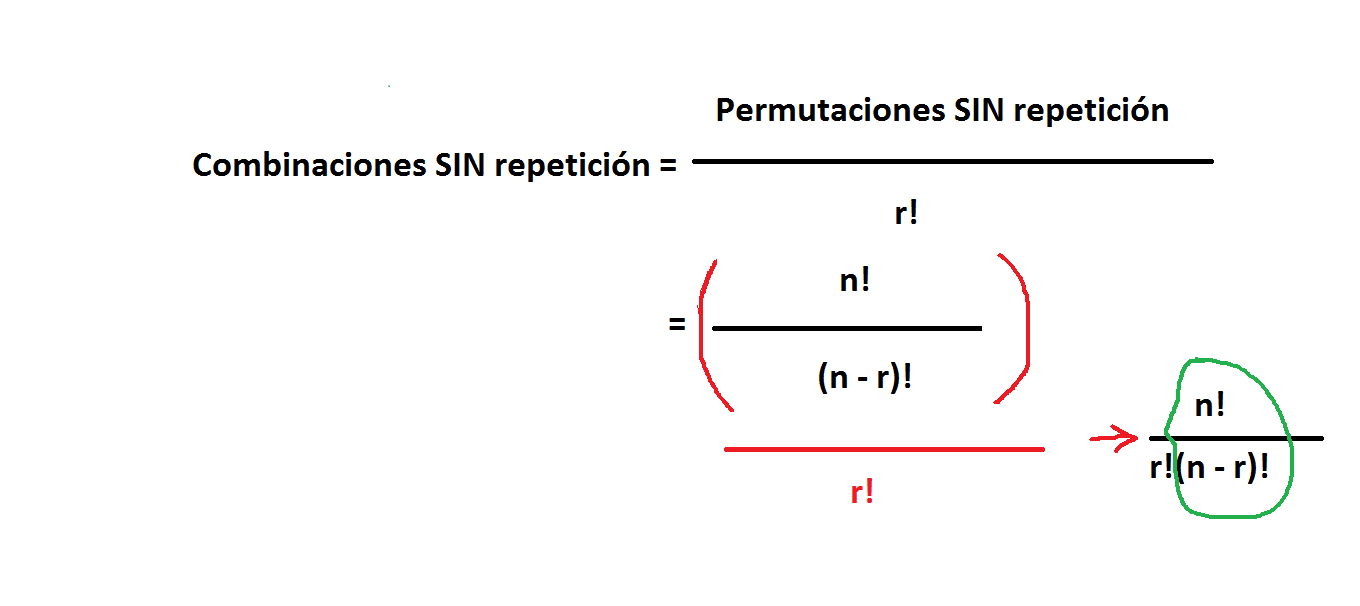 Permutaciones SIN repetición
Combinaciones SIN repetición =
r!
n!
=
(n - r)!
n!
r!(n - r)!
r!